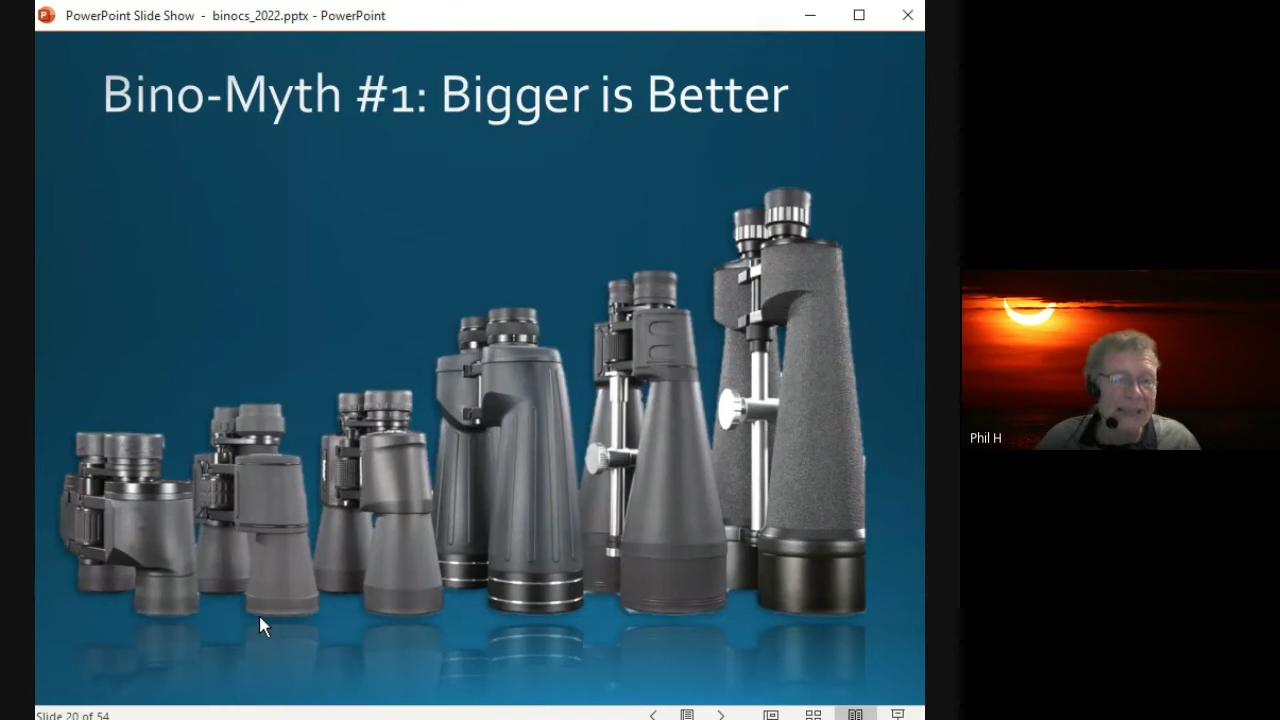 PowerPoint Slide Show - binocs_2022.pptx - PowerPoint
Bino-Myth #1: Bigger is Better
Phil H
Slide 20 of 54